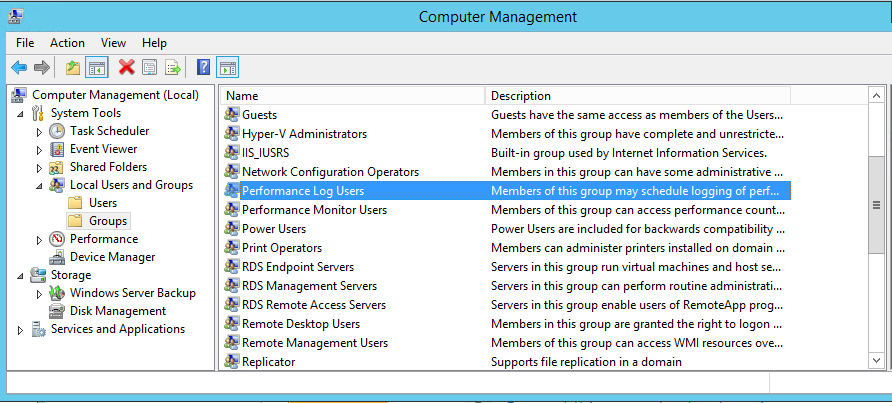 Computer Management
File Action View Help
Computer Management (Local)
System Tools
Task Scheduler
Event Viewer
Shared Folders
Local Users and Groups
Users
Groups
Performance
Device Manager
Storage
Windows Server Backup
Disk Management
Services and Applications
Name Description
Guests Guests have the same access as members of the Users...
Hyper-V Administrators Members of this group have complete and unrestricte...
IIS_IUSRS Built-in group used by Internet Information Services.
Network Configuration Operators Members in this group can have some administrative ...
Performance Log Users Members of this group may schedule logging of perf...
Performance Monitor Users Members of this group can access performance count...
Power Users Power Users are included for backwards compatibility ...
Print Operators Members can administer printers installed on domain ...
RDS Endpoint Servers Servers in this group run virtual machines and host se...
RDS Management Servers Servers in this group can perform routine administrati...
RDS Remote Access Servers Servers in this group enable users of RemoteApp prog...
Remote Desktop Users Members in this group are granted the right to logon ...
Remote Management Users Members of this group can access WMI resources ove...
Replicator Supports file replication in a domain